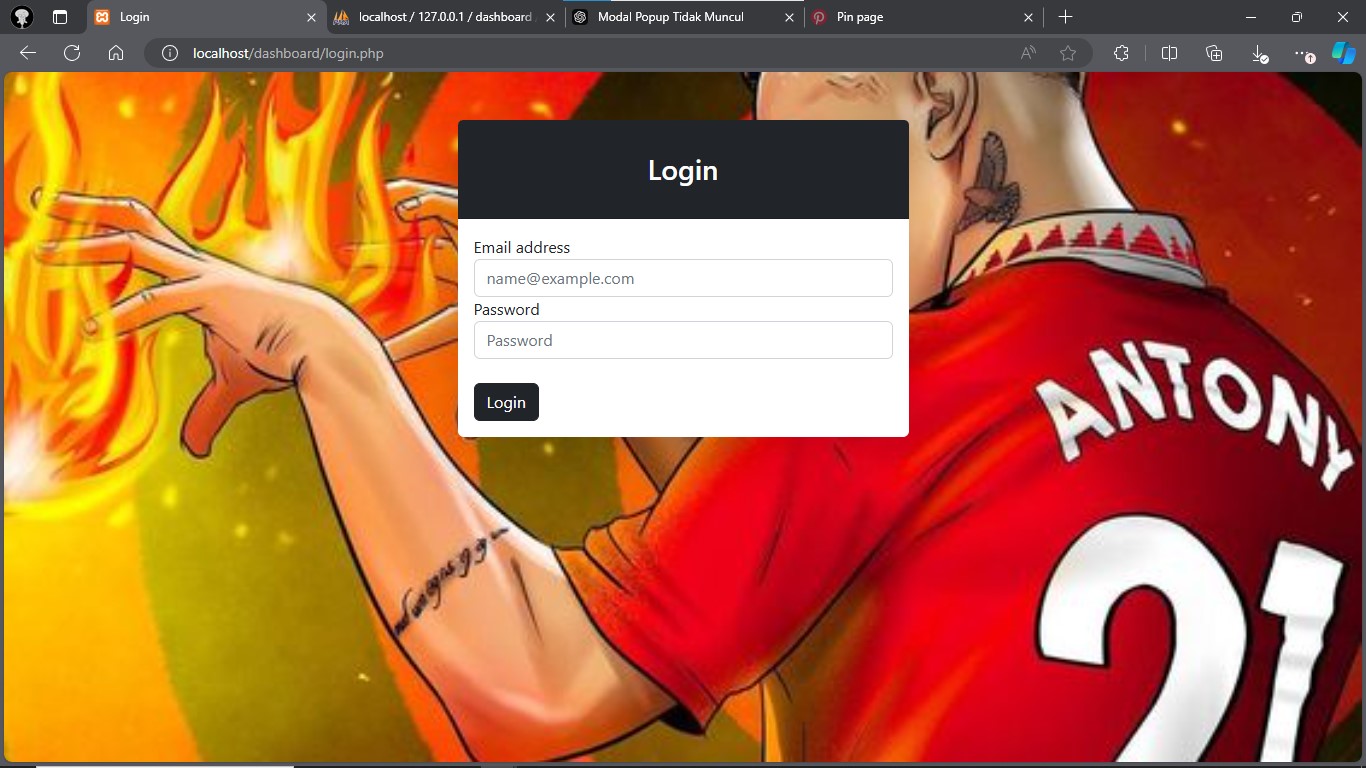 Login
localhost / 127.0.0.1 / dashboard
Modal Popup Tidak Muncul
Pin page
localhost/dashboard/login.php
Login
Email address
name@example.com
Password
Password
Login
ANTONY
21